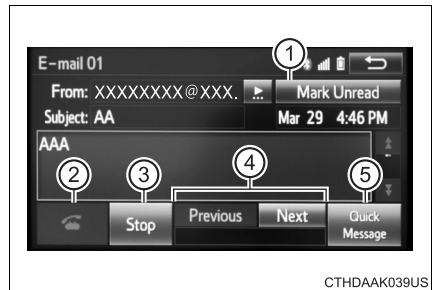 1
E-mail 01
From: XXXXXXXX@XXX. Mark Unread
Subject: AA Mar 29 4:46 PM
AAA
2 3 4 5
Stop Previous Next Quick
Message
CTHDAAK039US